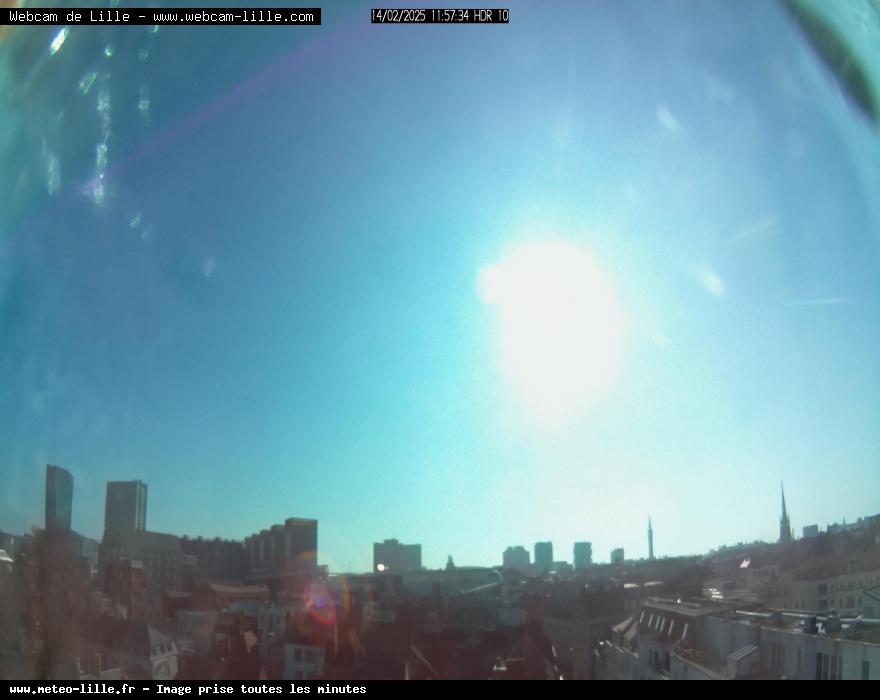 Webcam de Lille - www.webcam-lille.com
14/02/2025 11:57:34 HDR 10
www.meteo-lille.fr - Image prise toutes les minutes